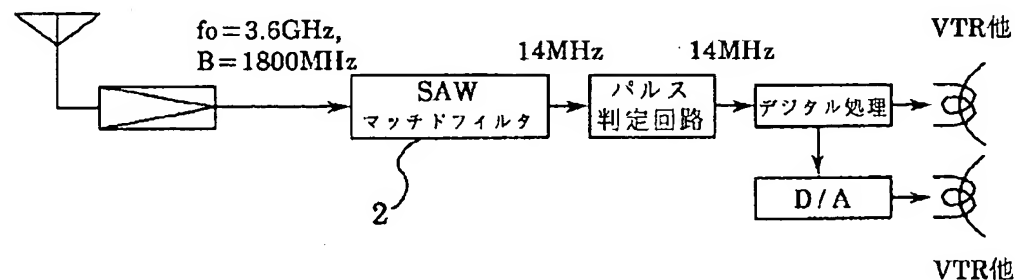 fo=3.6GHz,
B=1800MHz
14MHz
14MHz
VTR他
SAW
マッチドフィルタ
パルス
判定回路
デジタル処理
2
D/A
VTR他